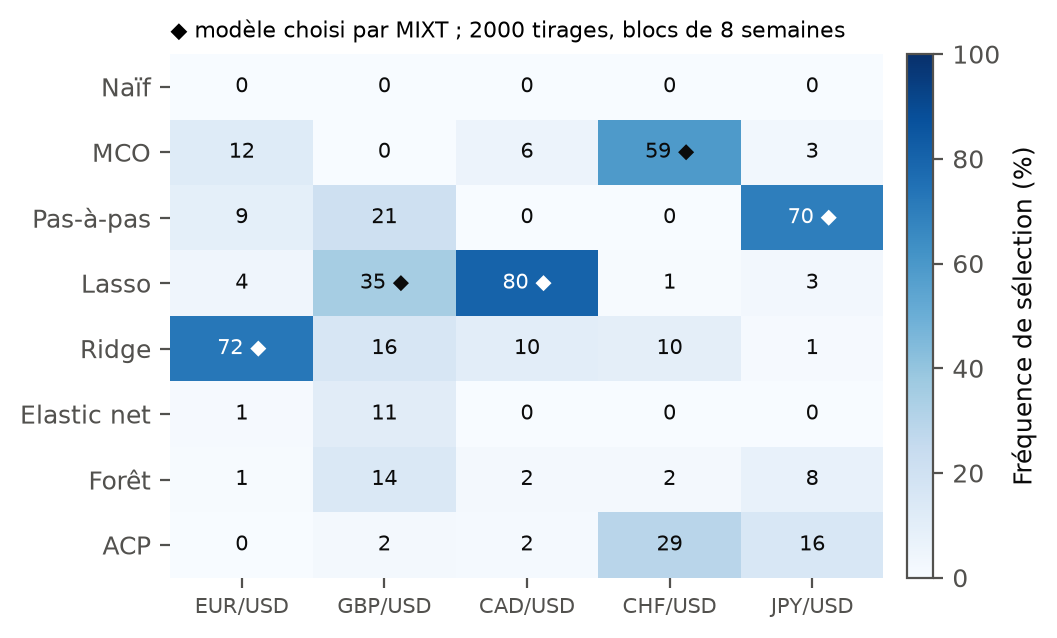 ◆ modèle choisi par MIXT ; 2000 tirages, blocs de 8 semaines
Naïf 0 0 0 0 0
MCO 12 0 6 59 ◆ 3
Pas-à-pas 9 21 0 0 70 ◆
Lasso 4 35 ◆ 80 ◆ 1 3
Ridge 72 ◆ 16 10 10 1
Elastic net 1 11 0 0 0
Forêt 1 14 2 2 8
ACP 0 2 2 29 16
EUR/USD GBP/USD CAD/USD CHF/USD JPY/USD
100
80
60
40
20
0
Fréquence de sélection (%)